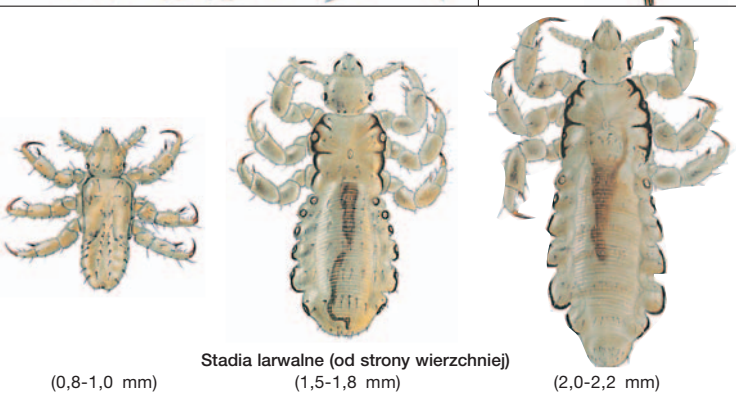 Stadia larwalne (od strony wierzchniej)
(0,8-1,0 mm) (1,5-1,8 mm) (2,0-2,2 mm)